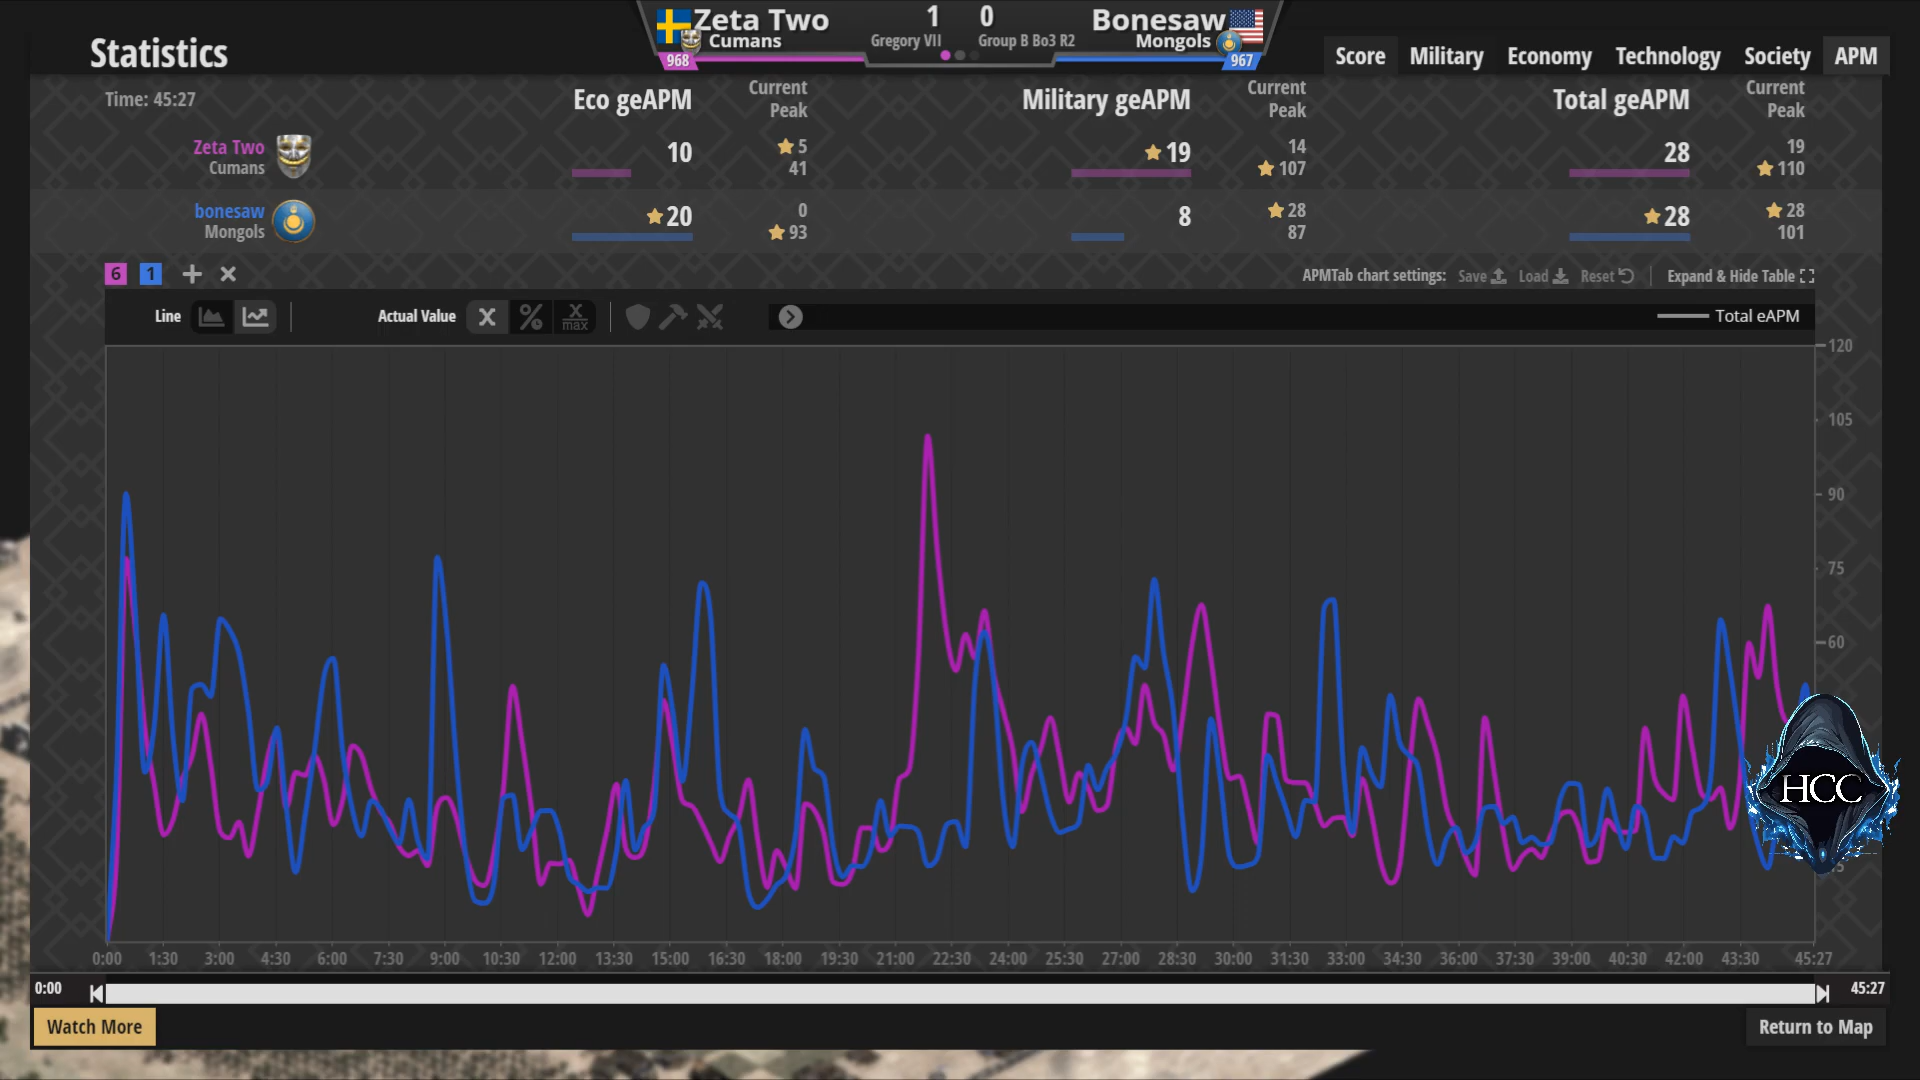 Zeta Two 1 0 Bonesaw
Cumans Gregory VII Group B Bo3 R2 Mongols
968 967
Statistics
Score Military Economy Technology Society APM
Time: 45:27
Eco geAPM Current Peak Military geAPM Current Peak Total geAPM Current Peak
Zeta Two 10 5 19 14 28 19
Cumans 41 107 110
bonesaw 20 0 8 28 28 28
Mongols 93 87 101
6 1
APMTab chart settings: Save Load Reset Expand & Hide Table
Line Actual Value X % X max Total eAPM
120
105
90
75
60
0:00 1:30 3:00 4:30 6:00 7:30 9:00 10:30 12:00 13:30 15:00 16:30 18:00 19:30 21:00 22:30 24:00 25:30 27:00 28:30 30:00 31:30 33:00 34:30 36:00 37:30 39:00 40:30 42:00 43:30 45:27
HCC
0:00 45:27
Watch More Return to Map